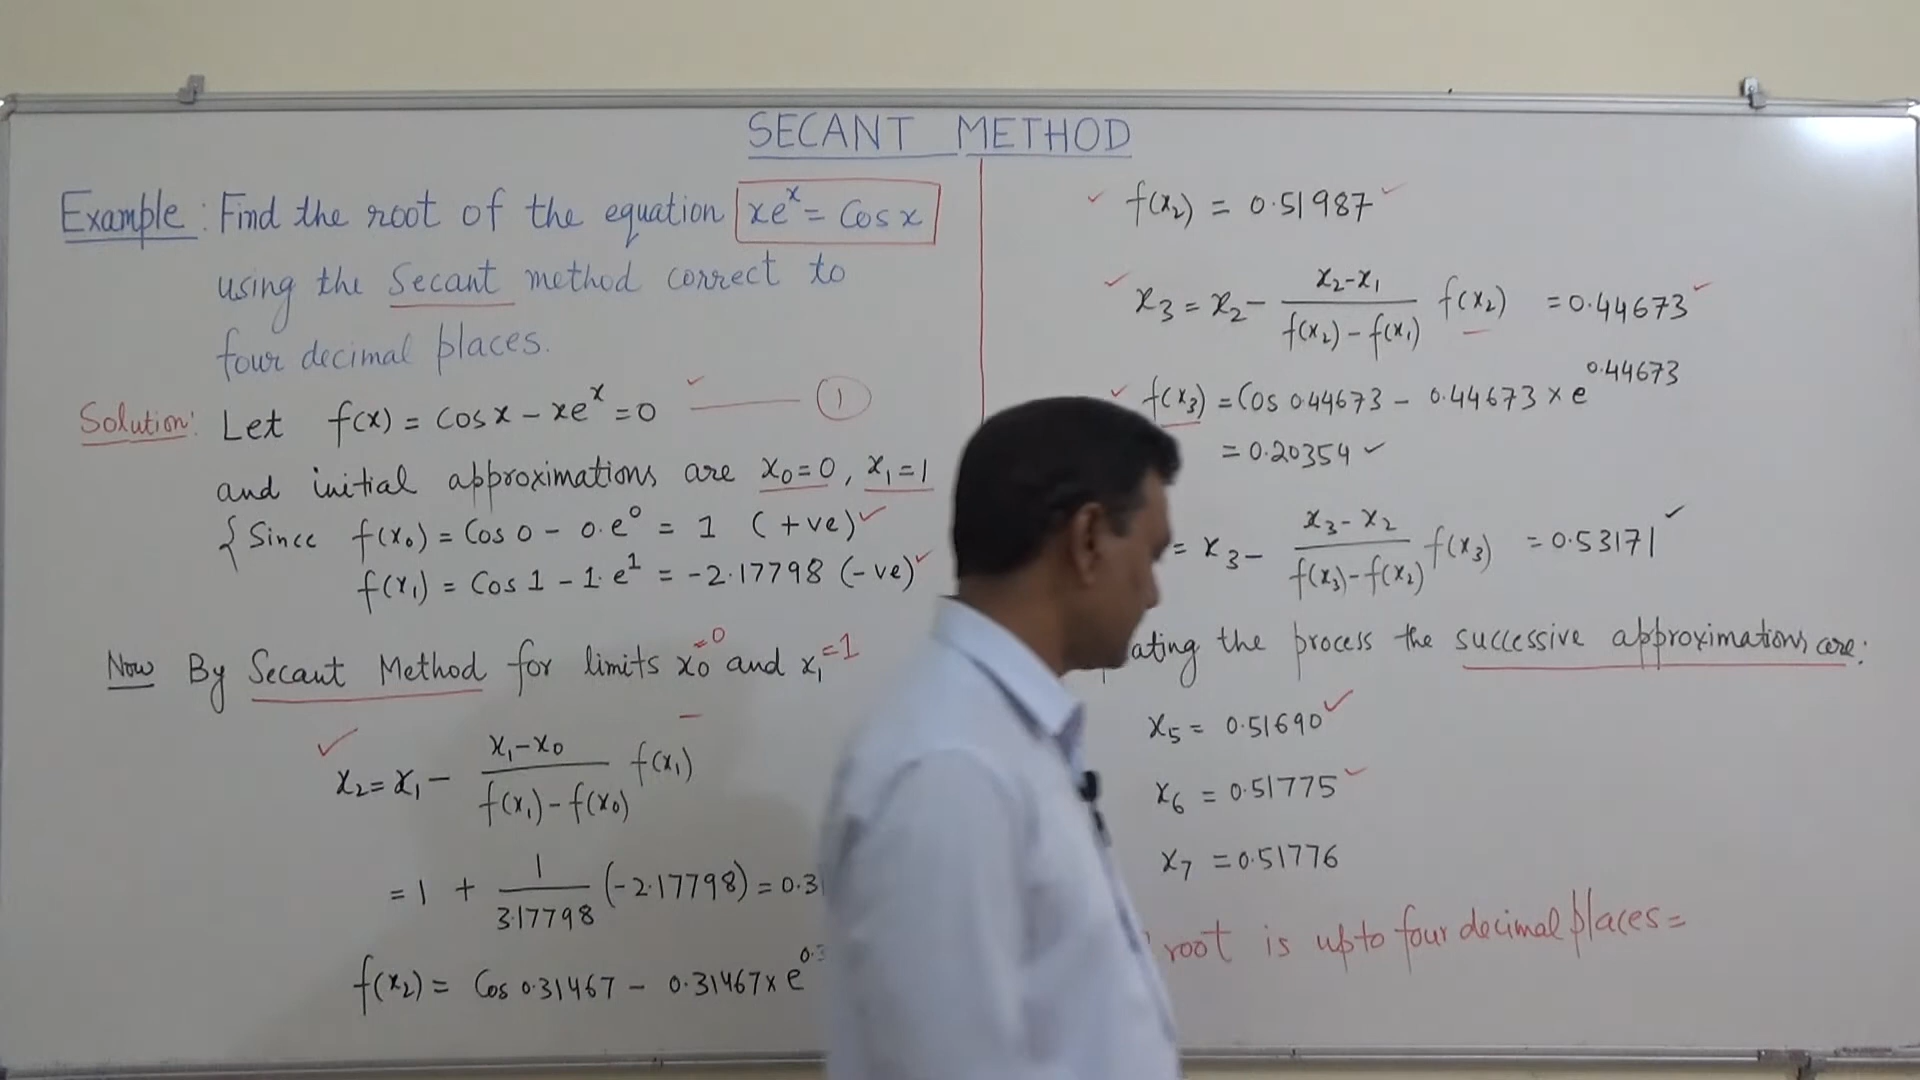 SECANT METHOD
Example: Find the root of the equation xeˣ = Cos x
using the Secant method correct to
four decimal places.
Solution: Let f(x) = Cos x − xeˣ = 0 ——— ①
and initial approximations are x₀=0, x₁=1
{ Since f(x₀) = Cos 0 − 0·e⁰ = 1 (+ve)
f(x₁) = Cos 1 − 1·e¹ = −2.17798 (−ve)
Now By Secant Method for limits x₀=0 and x₁=1
x₂ = x₁ − (x₁−x₀)/(f(x₁)−f(x₀)) f(x₁)
= 1 + 1/3.17798 (−2.17798) = 0.31
f(x₂) = Cos 0.31467 − 0.31467 × e^0.3
f(x₂) = 0.51987
x₃ = x₂ − (x₂−x₁)/(f(x₂)−f(x₁)) f(x₂) = 0.44673
f(x₃) = Cos 0.44673 − 0.44673 × e^0.44673
= 0.20354
= x₃ − (x₃−x₂)/(f(x₃)−f(x₂)) f(x₃) = 0.53171
ating the process the successive approximations are:
x₅ = 0.51690
x₆ = 0.51775
x₇ = 0.51776
root is upto four decimal places =